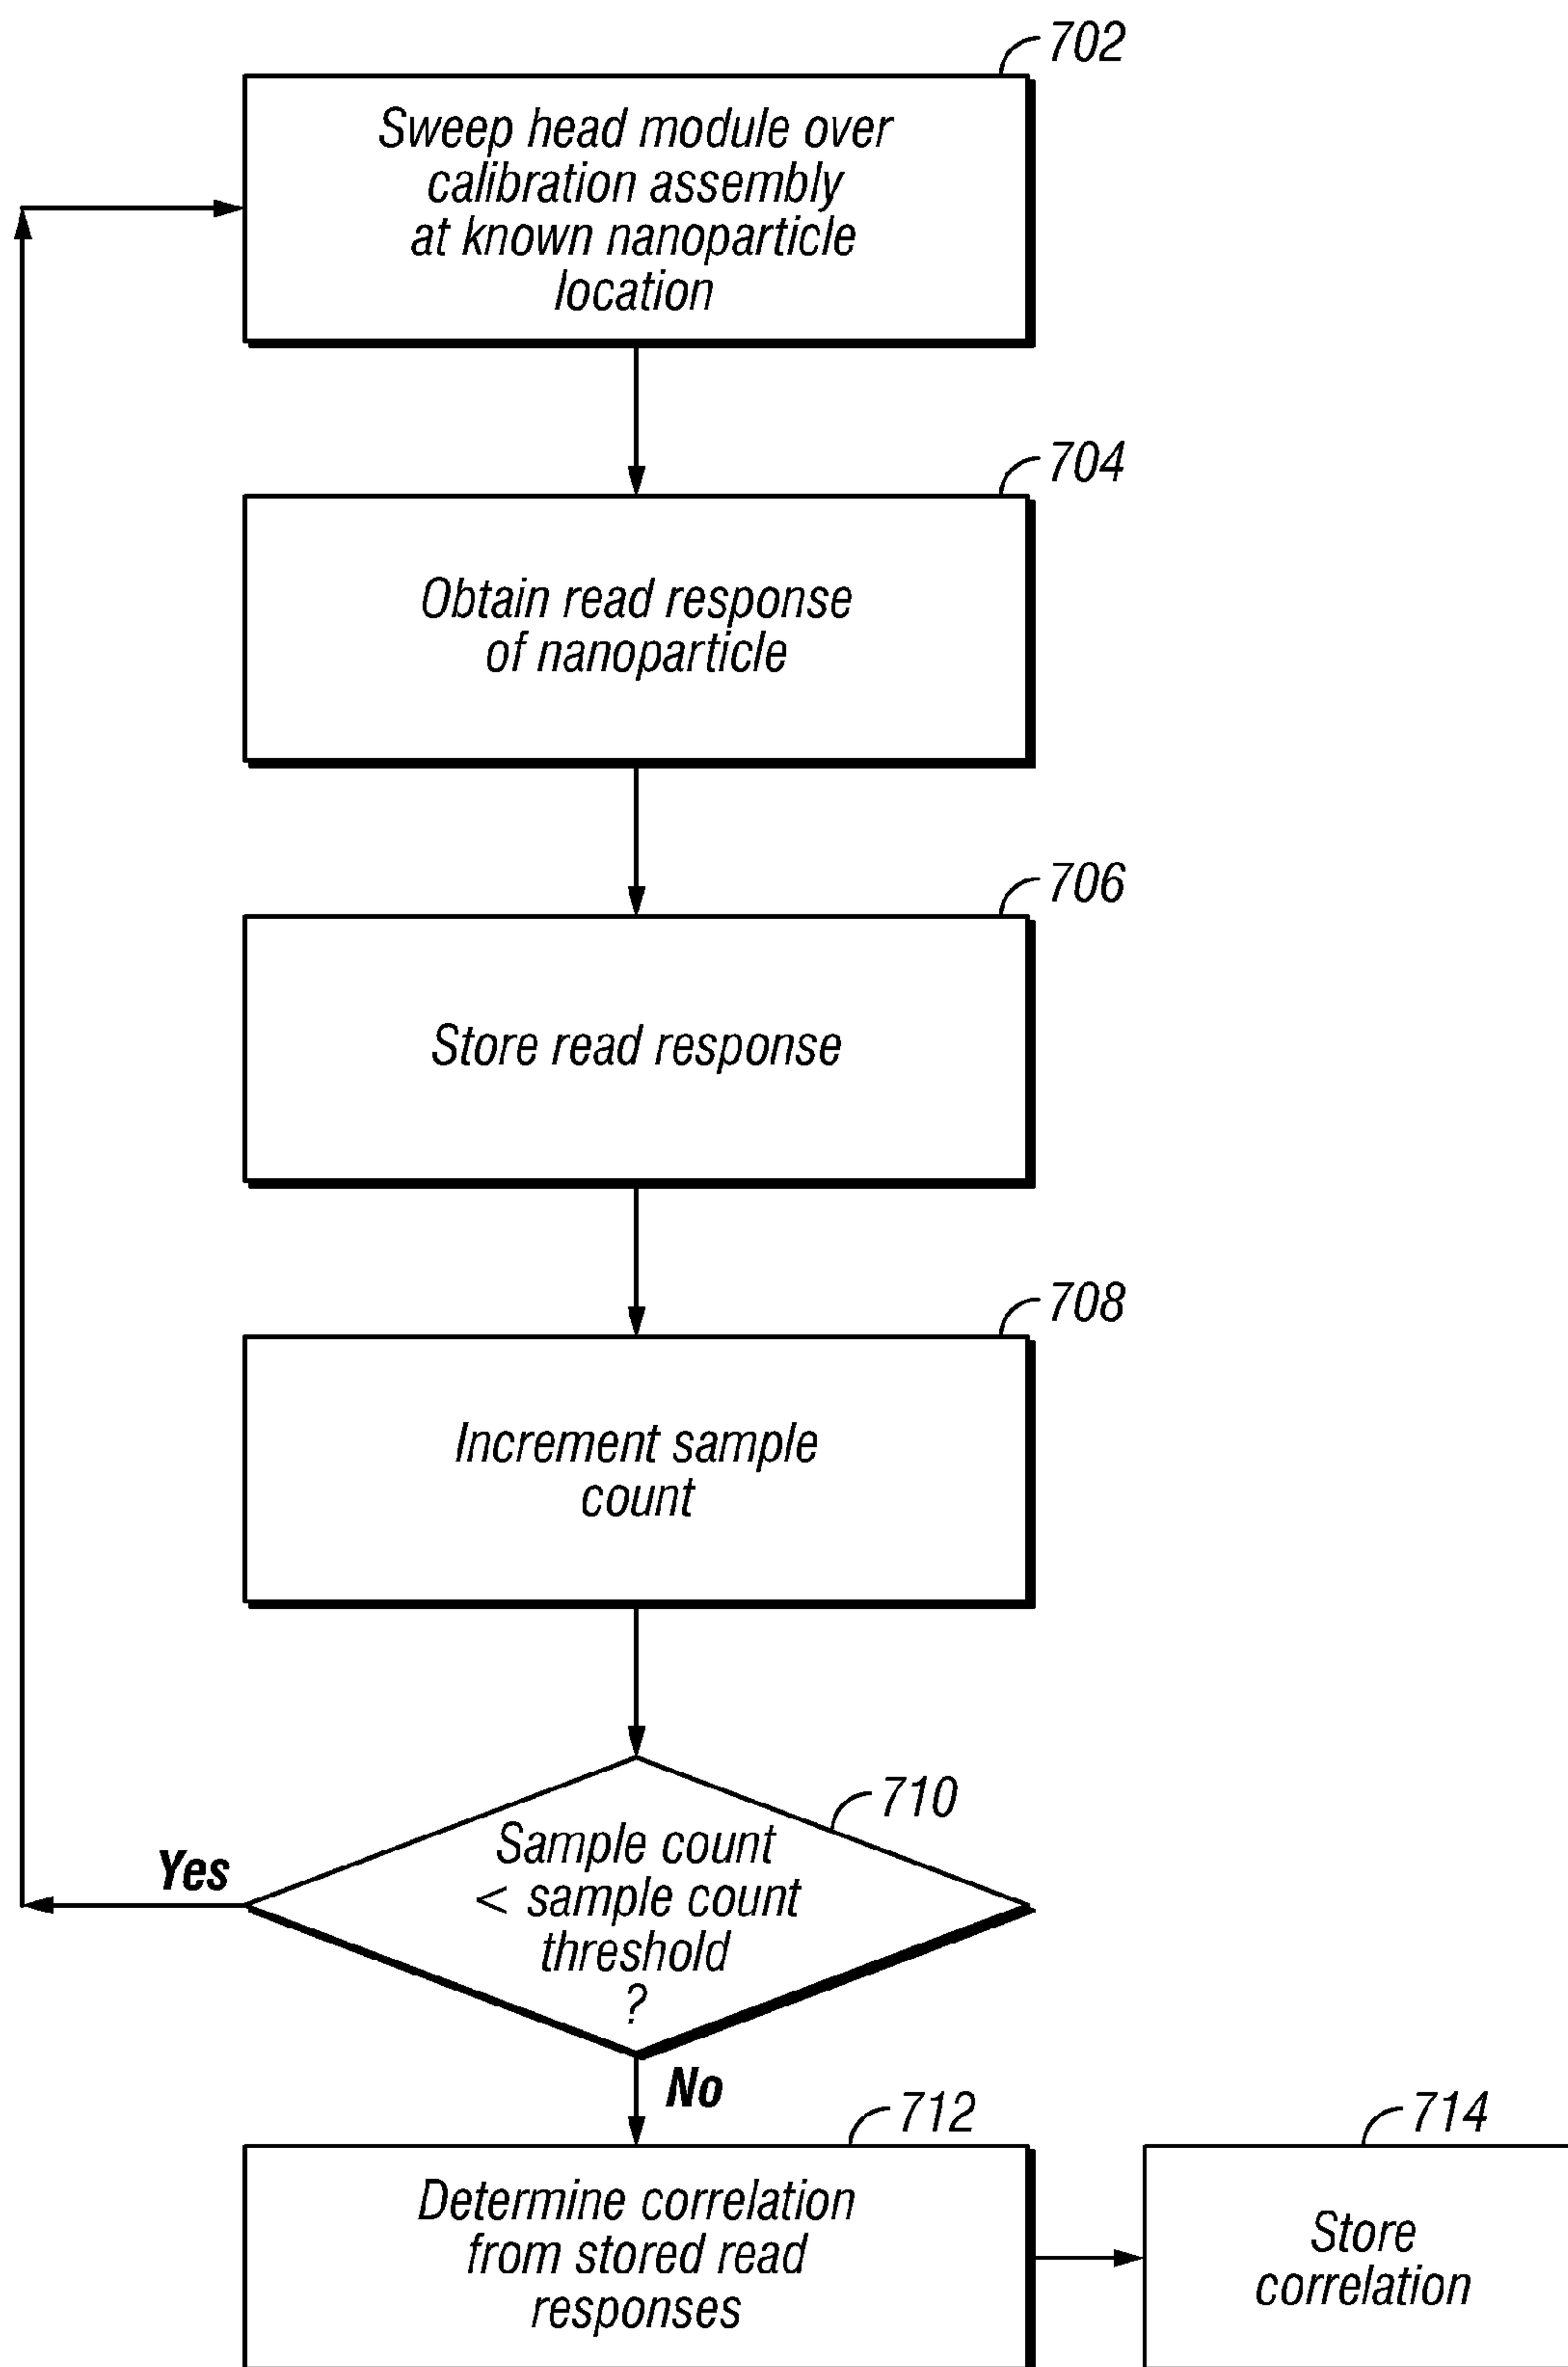 702
Sweep head module over
calibration assembly
at known nanoparticle
location
704
Obtain read response
of nanoparticle
706
Store read response
708
Increment sample
count
710
Sample count
< sample count
threshold
?
Yes
No
712
Determine correlation
from stored read
responses
714
Store
correlation